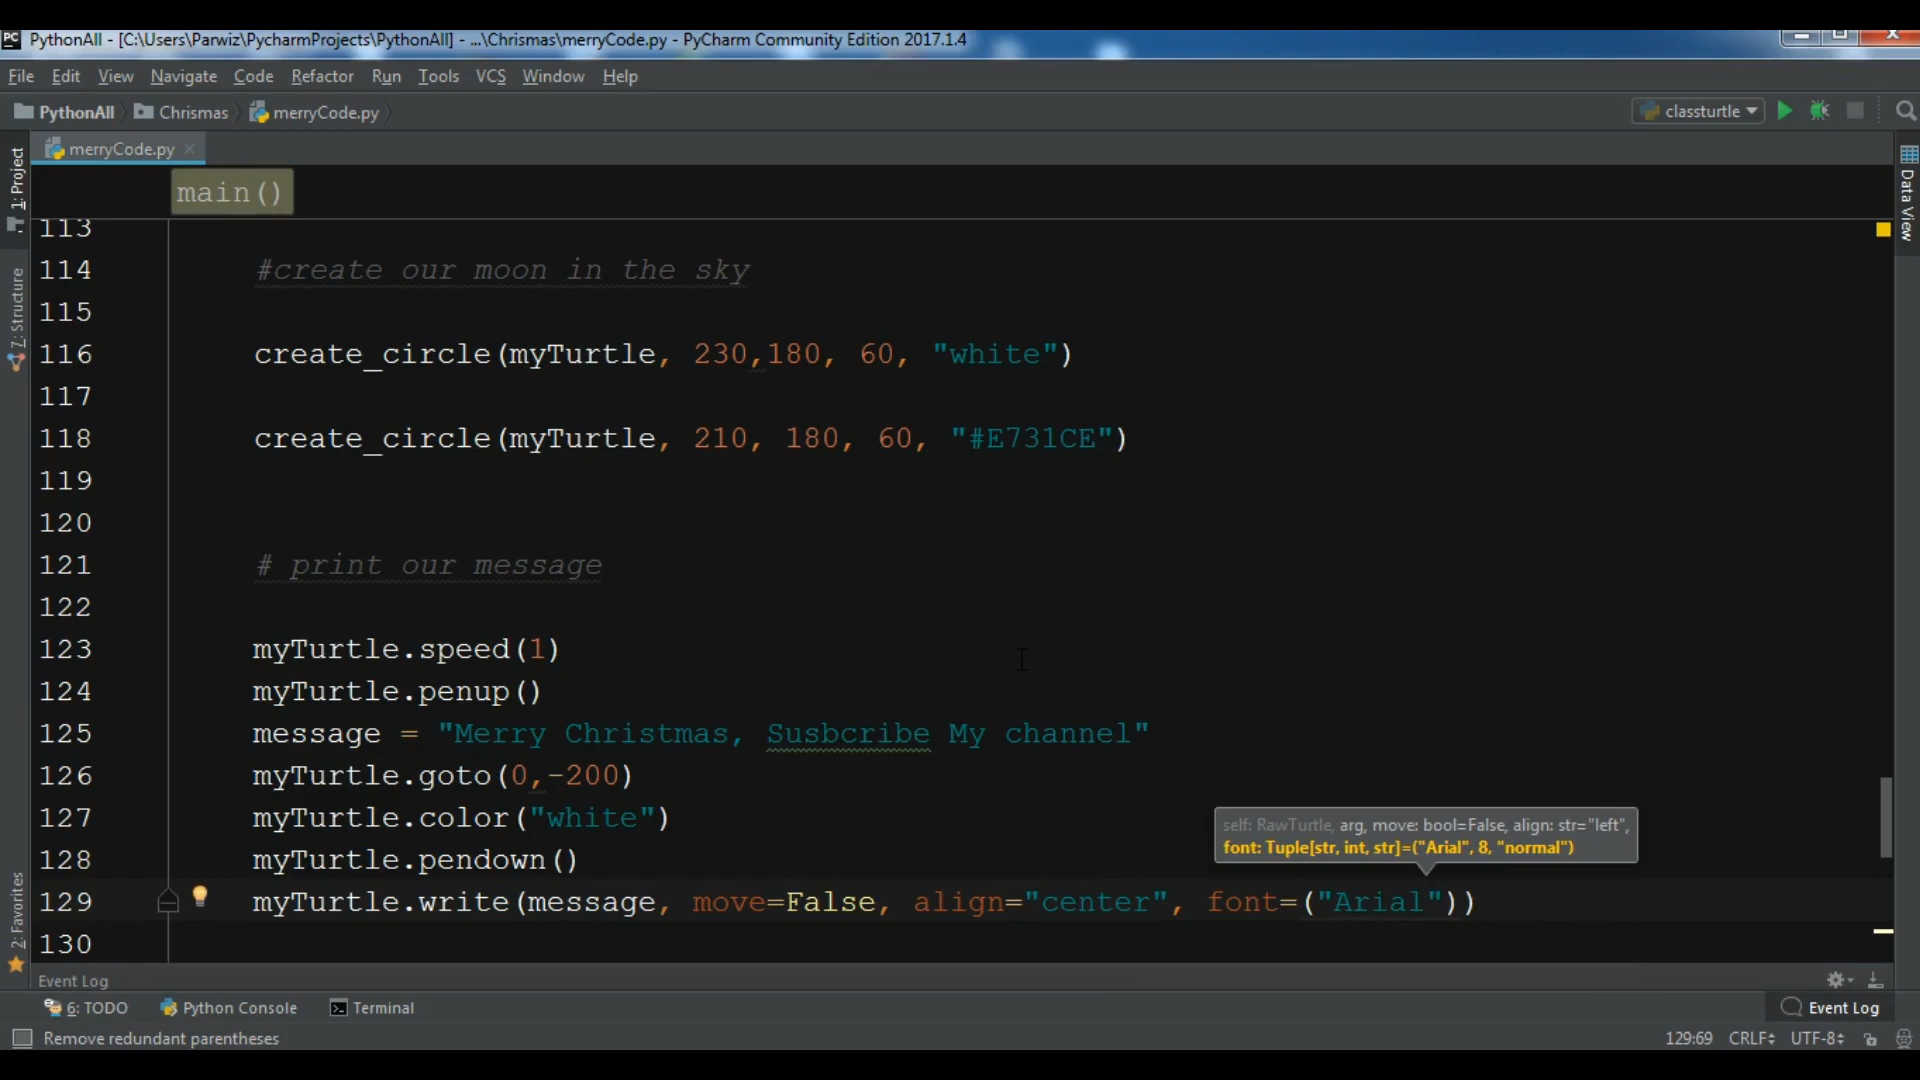 PC PythonAll - [C:\Users\Parwiz\PycharmProjects\PythonAll] - ...\Chrismas\merryCode.py - PyCharm Community Edition 2017.1.4
File Edit View Navigate Code Refactor Run Tools VCS Window Help
PythonAll Chrismas merryCode.py classturtle
merryCode.py
main()
1: Project
7: Structure
2: Favorites
Data View
113
114 #create our moon in the sky
115
116 create_circle(myTurtle, 230,180, 60, "white")
117
118 create_circle(myTurtle, 210, 180, 60, "#E731CE")
119
120
121 # print our message
122
123 myTurtle.speed(1)
124 myTurtle.penup()
125 message = "Merry Christmas, Susbcribe My channel"
126 myTurtle.goto(0,-200)
127 myTurtle.color("white")
self: RawTurtle, arg, move: bool=False, align: str="left",
font: Tuple[str, int, str]=("Arial", 8, "normal")
128 myTurtle.pendown()
129 myTurtle.write(message, move=False, align="center", font=("Arial"))
130
Event Log
6: TODO Python Console Terminal Event Log
Remove redundant parentheses 129:69 CRLF UTF-8